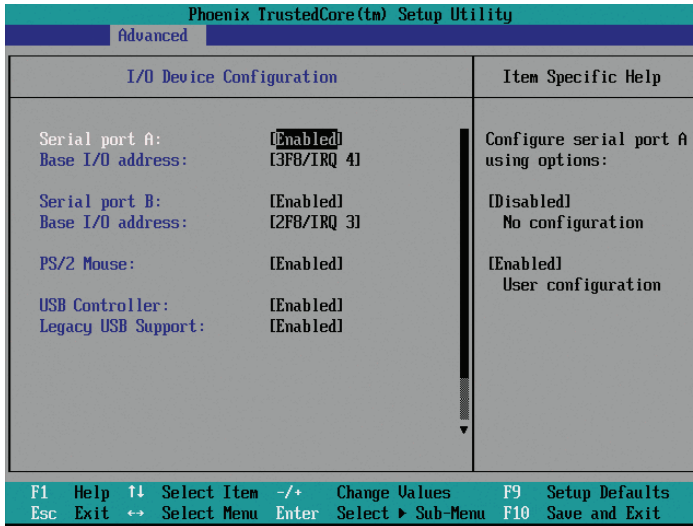 Phoenix TrustedCore(tm) Setup Utility
Advanced
I/O Device Configuration
Item Specific Help
Serial port A: [Enabled]
Base I/O address: [3F8/IRQ 4]
Serial port B: [Enabled]
Base I/O address: [2F8/IRQ 3]
PS/2 Mouse: [Enabled]
USB Controller: [Enabled]
Legacy USB Support: [Enabled]
Configure serial port A
using options:
[Disabled]
No configuration
[Enabled]
User configuration
F1 Help ↑↓ Select Item -/+ Change Values F9 Setup Defaults
Esc Exit ↔ Select Menu Enter Select ▶ Sub-Menu F10 Save and Exit